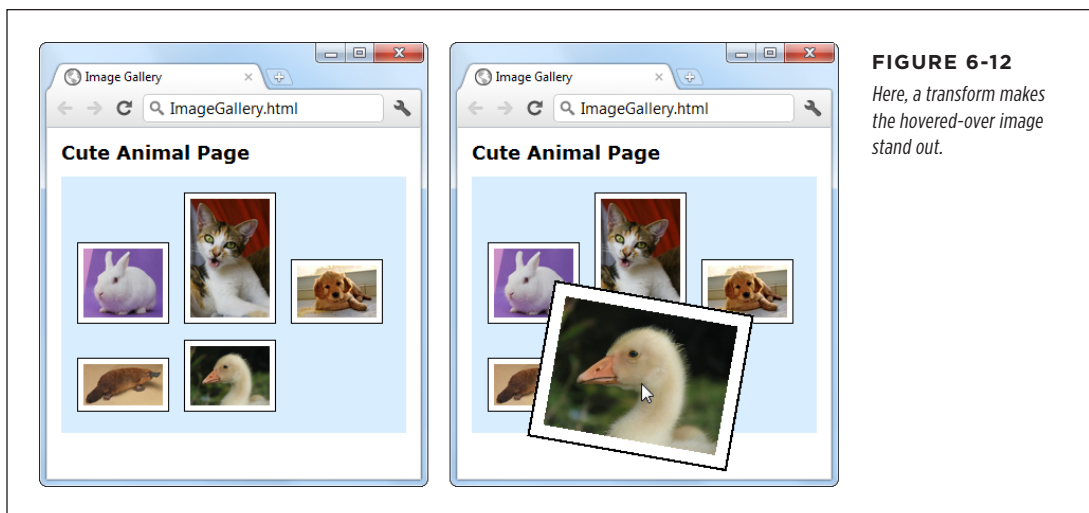 Image Gallery
ImageGallery.html
Cute Animal Page
Image Gallery
ImageGallery.html
Cute Animal Page
FIGURE 6-12
Here, a transform makes
the hovered-over image
stand out.